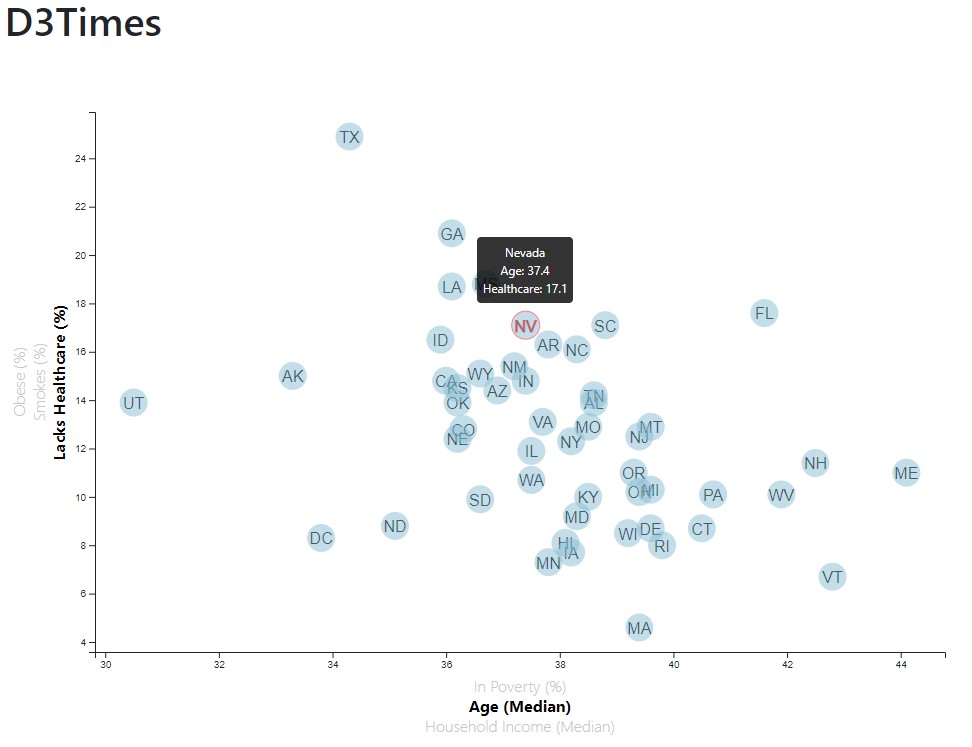 D3Times
Obese (%)
Smokes (%)
Lacks Healthcare (%)
24
22
20
18
16
14
12
10
8
6
4
TX
GA
Nevada
Age: 37.4
Healthcare: 17.1
LA
MS
FL
NV
SC
ID
AR
NC
NM
WY
AK
CA
KS
IN
AZ
UT
OK
TN
AL
VA
MO
MT
CO
NE
NY
NJ
IL
NH
WA
OR
ME
SD
KY
OH
MI
PA
WV
MD
ND
DC
WI
DE
CT
HI
IA
RI
MN
VT
MA
30
32
34
36
38
40
42
44
In Poverty (%)
Age (Median)
Household Income (Median)